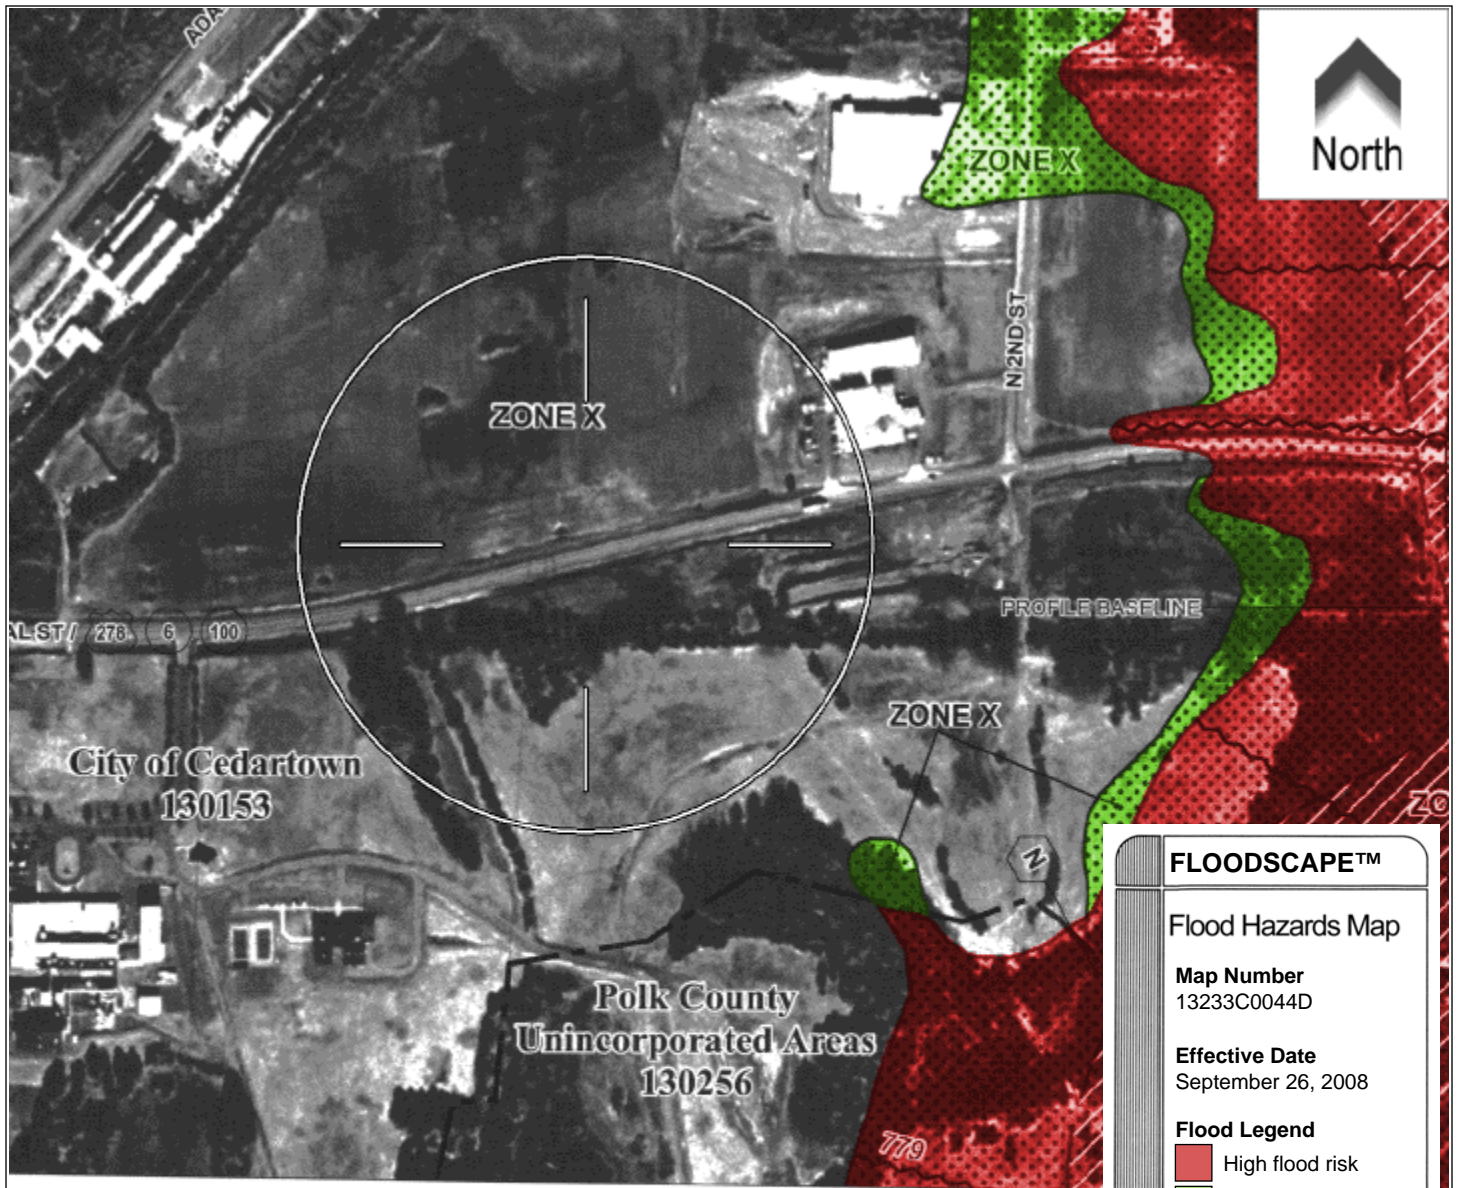 ADA
North
ZONE X
N 2ND ST
ZONE X
PROFILE BASELINE
AL ST /
278
6
100
ZONE X
City of Cedartown
130153
ZO
N
FLOODSCAPE™
Flood Hazards Map
Map Number
13233C0044D
Effective Date
September 26, 2008
Flood Legend
High flood risk
Polk County
Unincorporated Areas
130256
779